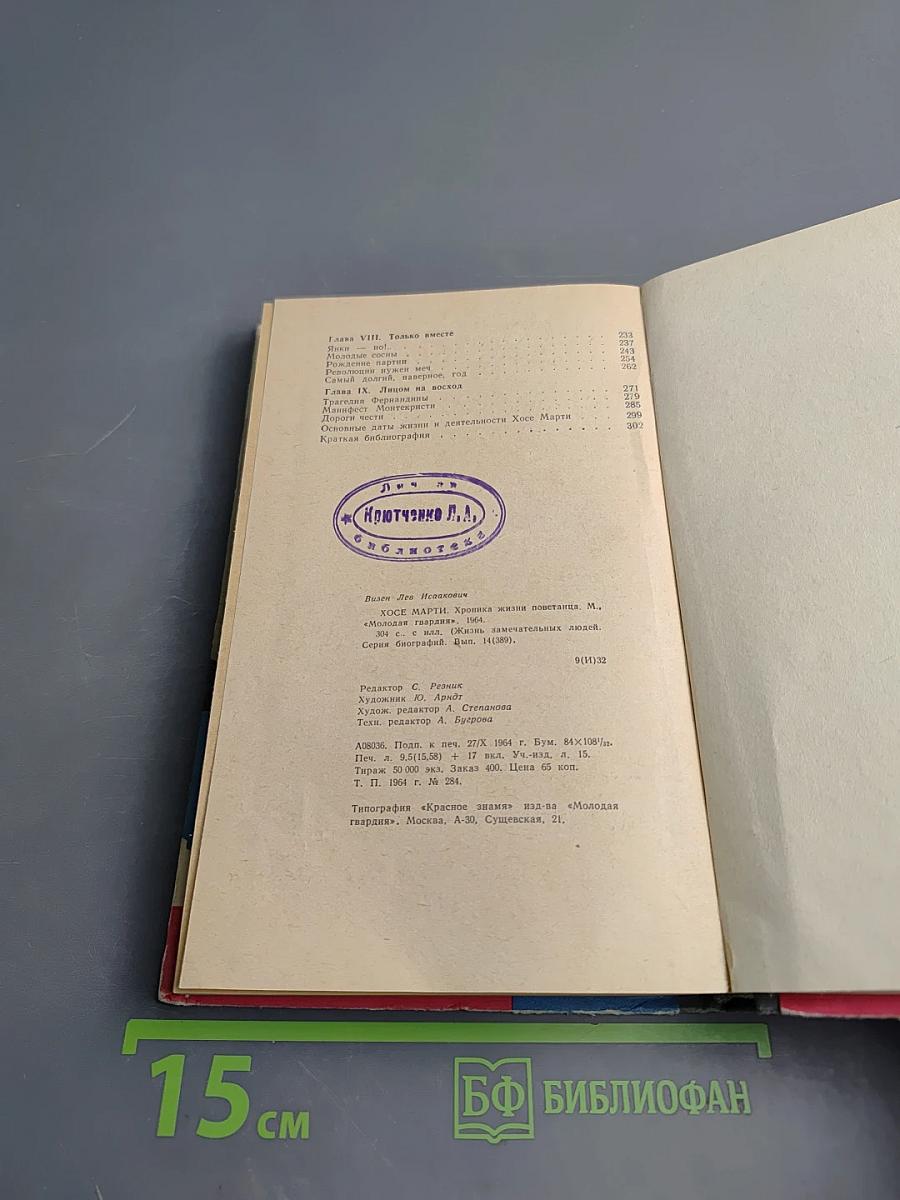 Глава VIII. Только вместе . . . . . . . . . . . . . 233
Янки — но!.. . . . . . . . . . . . . . . . 237
Молодые сосны . . . . . . . . . . . . . . 243
Рождение партии . . . . . . . . . . . . . 254
Революции нужен меч . . . . . . . . . . . 262
Самый долгий, наверное, год
Глава IX. Лицом на восход . . . . . . . . . . . . 271
Трагедия Фернандины . . . . . . . . . . . 279
Манифест Монтекристи . . . . . . . . . . . 285
Дороги чести . . . . . . . . . . . . . . 299
Основные даты жизни и деятельности Хосе Марти . . . . 302
Краткая библиография . . . . . . . . . . . .
Лич ая
Крютченко Л.А.
библиотека
Визен Лев Исаакович
ХОСЕ МАРТИ. Хроника жизни повстанца. М.,
«Молодая гвардия», 1964.
304 с., с илл. (Жизнь замечательных людей.
Серия биографий. Вып. 14(389).
9(И)32
Редактор С. Резник
Художник Ю. Арндт
Худож. редактор А. Степанова
Техн. редактор А. Бугрова
А08036. Подп. к печ. 27/X 1964 г. Бум. 84×108¹/₃₂.
Печ. л. 9,5(15,58) + 17 вкл. Уч.-изд. л. 15.
Тираж 50 000 экз. Заказ 400. Цена 65 коп.
Т. П. 1964 г. № 284.
Типография «Красное знамя» изд-ва «Молодая
гвардия». Москва, А-30, Сущевская, 21.
15 см
БФ БИБЛИОФАН